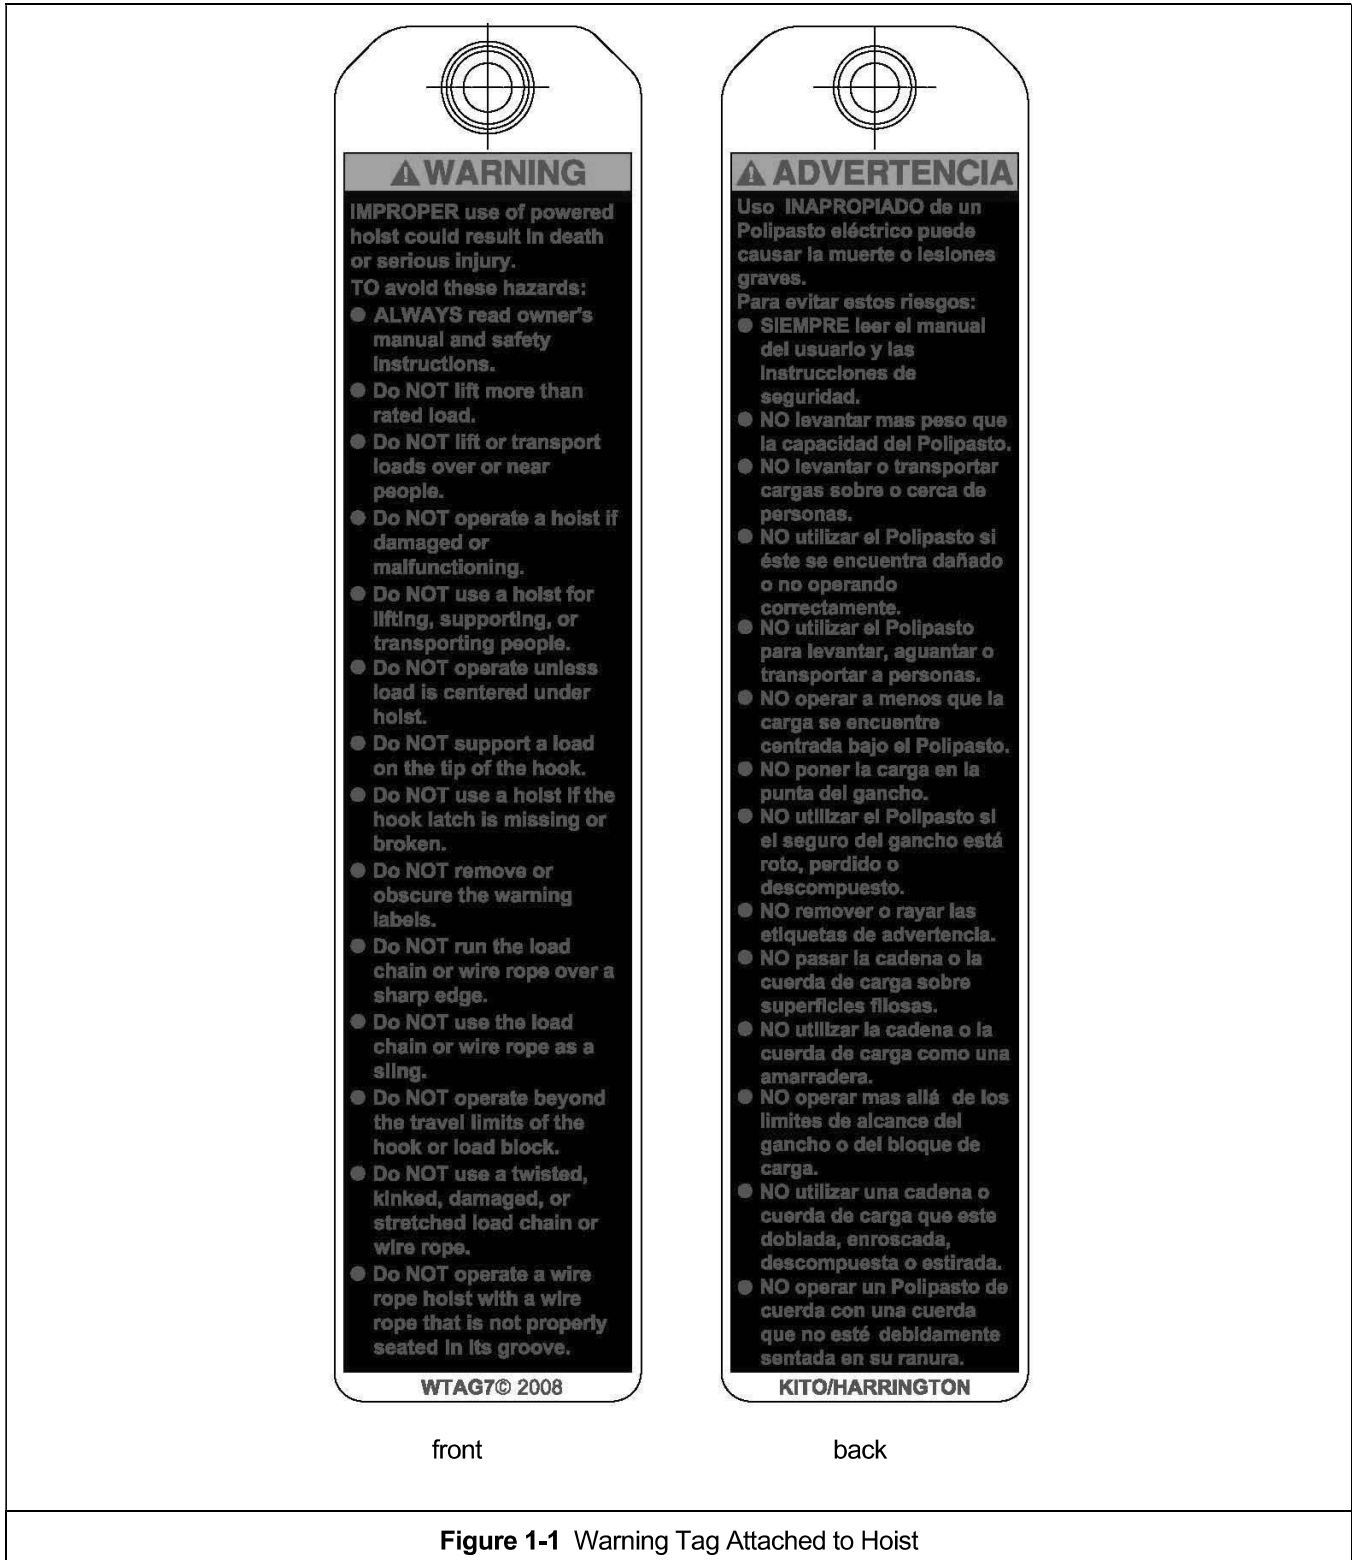 WARNING
IMPROPER use of powered
hoist could result in death
or serious injury.
TO avoid these hazards:
● ALWAYS read owner's
manual and safety
instructions.
● Do NOT lift more than
rated load.
● Do NOT lift or transport
loads over or near
people.
● Do NOT operate a hoist if
damaged or
malfunctioning.
● Do NOT use a hoist for
lifting, supporting, or
transporting people.
● Do NOT operate unless
load is centered under
hoist.
● Do NOT support a load
on the tip of the hook.
● Do NOT use a hoist if the
hook latch is missing or
broken.
● Do NOT remove or
obscure the warning
labels.
● Do NOT run the load
chain or wire rope over a
sharp edge.
● Do NOT use the load
chain or wire rope as a
sling.
● Do NOT operate beyond
the travel limits of the
hook or load block.
● Do NOT use a twisted,
kinked, damaged, or
stretched load chain or
wire rope.
● Do NOT operate a wire
rope hoist with a wire
rope that is not properly
seated in its groove.
WTAG7© 2008
front
ADVERTENCIA
Uso INAPROPIADO de un
Polipasto eléctrico puede
causar la muerte o lesiones
graves.
Para evitar estos riesgos:
● SIEMPRE leer el manual
del usuario y las
instrucciones de
seguridad.
● NO levantar mas peso que
la capacidad del Polipasto.
● NO levantar o transportar
cargas sobre o cerca de
personas.
● NO utilizar el Polipasto si
éste se encuentra dañado
o no operando
correctamente.
● NO utilizar el Polipasto
para levantar, aguantar o
transportar a personas.
● NO operar a menos que la
carga se encuentre
centrada bajo el Polipasto.
● NO poner la carga en la
punta del gancho.
● NO utilizar el Polipasto si
el seguro del gancho está
roto, perdido o
descompuesto.
● NO remover o rayar las
etiquetas de advertencia.
● NO pasar la cadena o la
cuerda de carga sobre
superficies filosas.
● NO utilizar la cadena o la
cuerda de carga como una
amarradera.
● NO operar mas allá de los
limites de alcance del
gancho o del bloque de
carga.
● NO utilizar una cadena o
cuerda de carga que este
doblada, enroscada,
descompuesta o estirada.
● NO operar un Polipasto de
cuerda con una cuerda
que no esté debidamente
sentada en su ranura.
KITO/HARRINGTON
back
Figure 1-1 Warning Tag Attached to Hoist